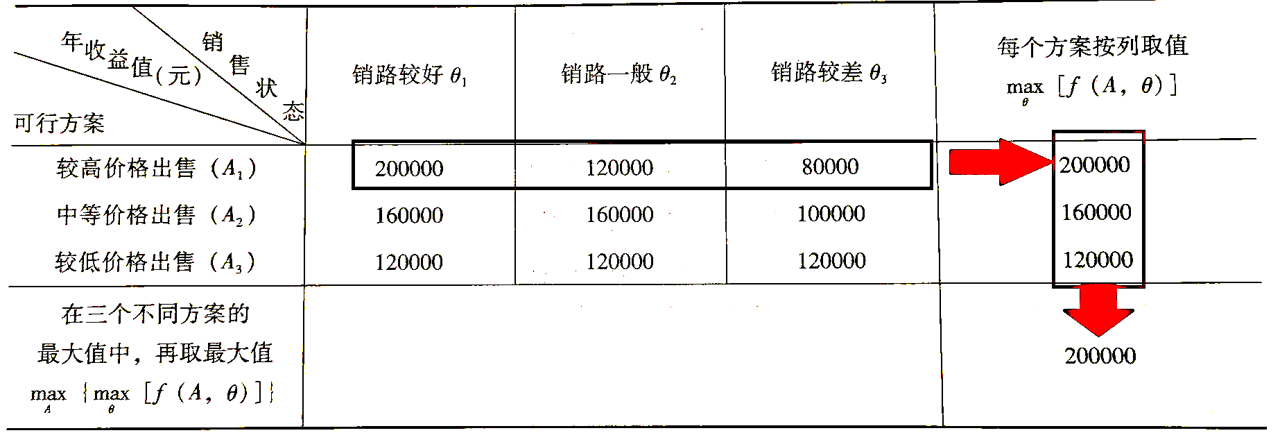 年收益值(元)
销售状态
可行方案
销路较好 θ₁
销路一般 θ₂
销路较差 θ₃
每个方案按列取值
max [f (A, θ)]
θ
较高价格出售 (A₁)
200000
120000
80000
200000
中等价格出售 (A₂)
160000
160000
100000
160000
较低价格出售 (A₃)
120000
120000
120000
120000
在三个不同方案的
最大值中，再取最大值
max {max [f (A, θ)]}
A θ
200000